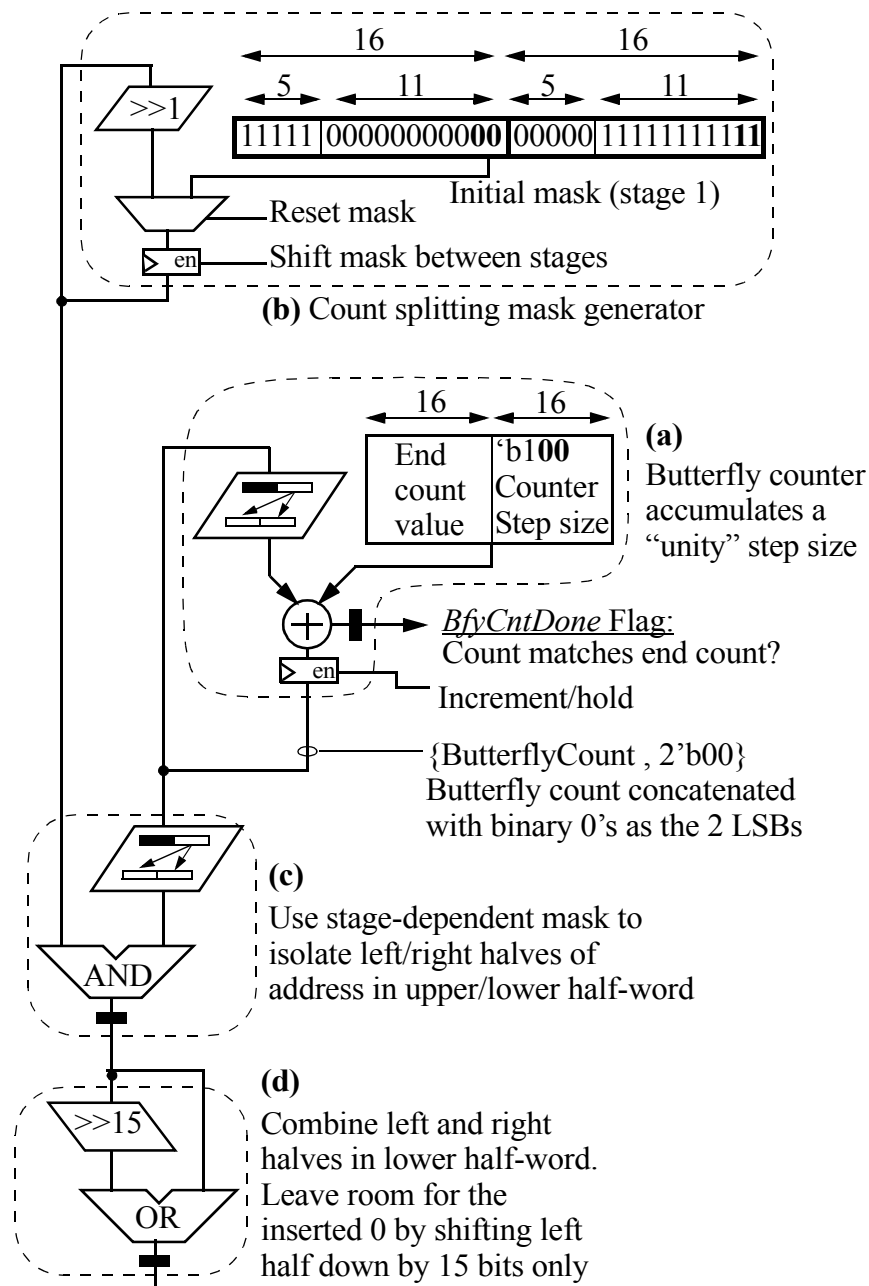 16 16
5 11 5 11
>>1
11111 00000000000 00000 11111111111
Initial mask (stage 1)
Reset mask
en
Shift mask between stages
(b) Count splitting mask generator
16 16
End
count
value
‘b100
Counter
Step size
(a)
Butterfly counter
accumulates a
“unity” step size
+
BfyCntDone Flag:
Count matches end count?
en
Increment/hold
{ButterflyCount , 2’b00}
Butterfly count concatenated
with binary 0’s as the 2 LSBs
(c)
Use stage-dependent mask to
isolate left/right halves of
address in upper/lower half-word
AND
(d)
>>15
Combine left and right
halves in lower half-word.
Leave room for the
inserted 0 by shifting left
half down by 15 bits only
OR